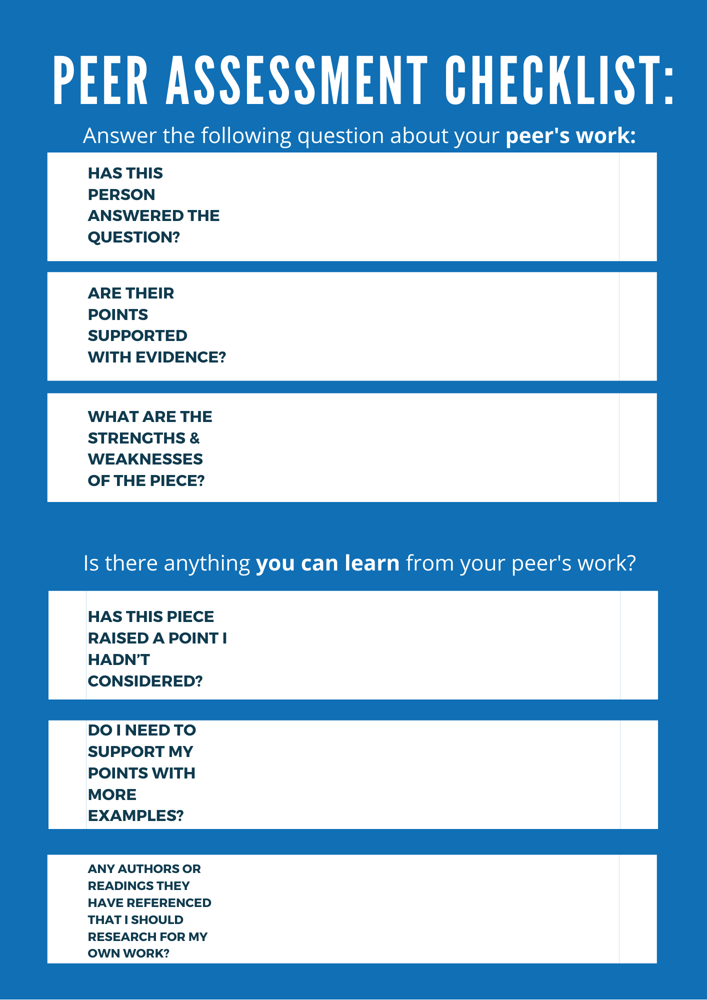 PEER ASSESSMENT CHECKLIST:
Answer the following question about your peer's work:
HAS THIS
PERSON
ANSWERED THE
QUESTION?
ARE THEIR
POINTS
SUPPORTED
WITH EVIDENCE?
WHAT ARE THE
STRENGTHS &
WEAKNESSES
OF THE PIECE?
Is there anything you can learn from your peer's work?
HAS THIS PIECE
RAISED A POINT I
HADN’T
CONSIDERED?
DO I NEED TO
SUPPORT MY
POINTS WITH
MORE
EXAMPLES?
ANY AUTHORS OR
READINGS THEY
HAVE REFERENCED
THAT I SHOULD
RESEARCH FOR MY
OWN WORK?